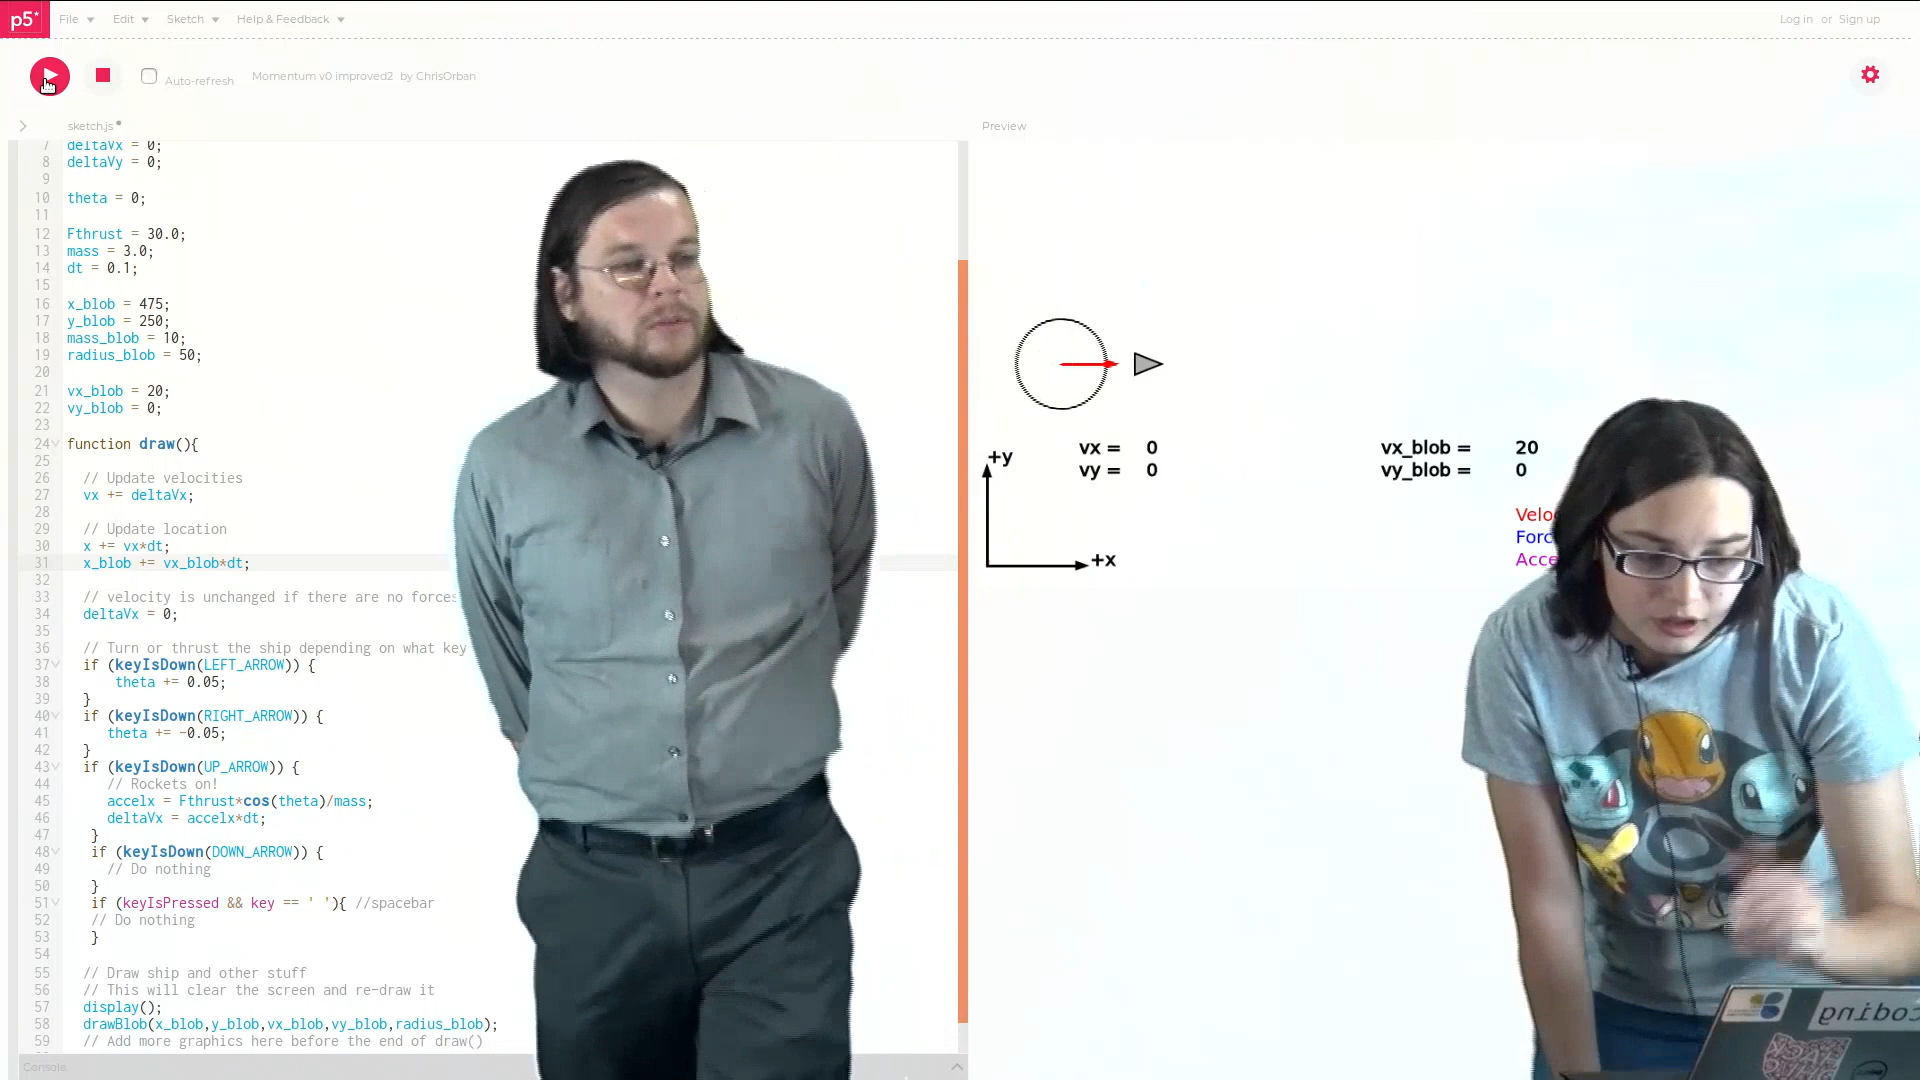 p5*
File Edit Sketch Help & Feedback
Log in or Sign up
Auto-refresh Momentum v0 improved2 by ChrisOrban
sketch.js
Preview
7 deltaVx = 0;
8 deltaVy = 0;
9
10 theta = 0;
11
12 Fthrust = 30.0;
13 mass = 3.0;
14 dt = 0.1;
15
16 x_blob = 475;
17 y_blob = 250;
18 mass_blob = 10;
19 radius_blob = 50;
20
21 vx_blob = 20;
22 vy_blob = 0;
23
24 function draw(){
25
26 // Update velocities
27 vx += deltaVx;
28
29 // Update location
30 x += vx*dt;
31 x_blob += vx_blob*dt;
32
33 // velocity is unchanged if there are no forces
34 deltaVx = 0;
35
36 // Turn or thrust the ship depending on what key
37 if (keyIsDown(LEFT_ARROW)) {
38 theta += 0.05;
39 }
40 if (keyIsDown(RIGHT_ARROW)) {
41 theta += -0.05;
42 }
43 if (keyIsDown(UP_ARROW)) {
44 // Rockets on!
45 accelx = Fthrust*cos(theta)/mass;
46 deltaVx = accelx*dt;
47 }
48 if (keyIsDown(DOWN_ARROW)) {
49 // Do nothing
50 }
51 if (keyIsPressed && key == ' '){ //spacebar
52 // Do nothing
53 }
54
55 // Draw ship and other stuff
56 // This will clear the screen and re-draw it
57 display();
58 drawBlob(x_blob,y_blob,vx_blob,vy_blob,radius_blob);
59 // Add more graphics here before the end of draw()
Console
+y
vx = 0
vy = 0
+x
vx_blob = 20
vy_blob = 0
Velo
Forc
Acce
coding